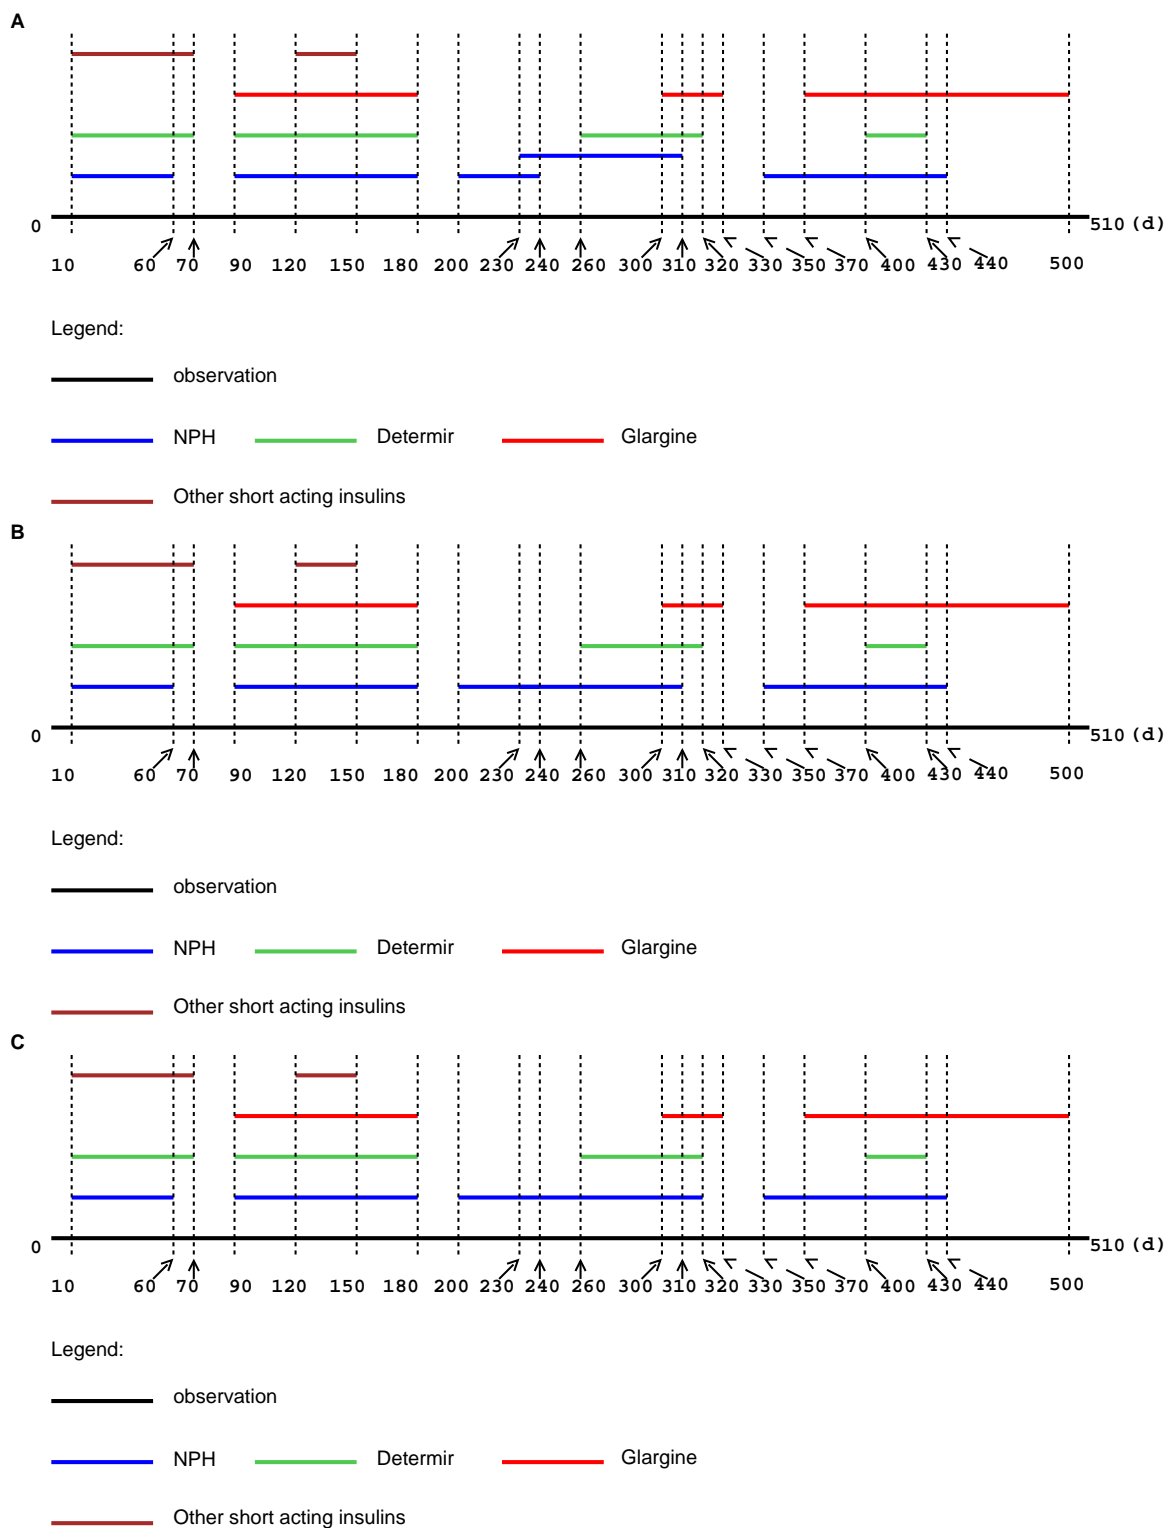 A
0 510 (d)
10 60 70 90 120 150 180 200 230 240 260 300 310 320 330 350 370 400 430 440 500
Legend:
observation
NPH Determir Glargine
Other short acting insulins
B
0 510 (d)
10 60 70 90 120 150 180 200 230 240 260 300 310 320 330 350 370 400 430 440 500
Legend:
observation
NPH Determir Glargine
Other short acting insulins
C
0 510 (d)
10 60 70 90 120 150 180 200 230 240 260 300 310 320 330 350 370 400 430 440 500
Legend:
observation
NPH Determir Glargine
Other short acting insulins